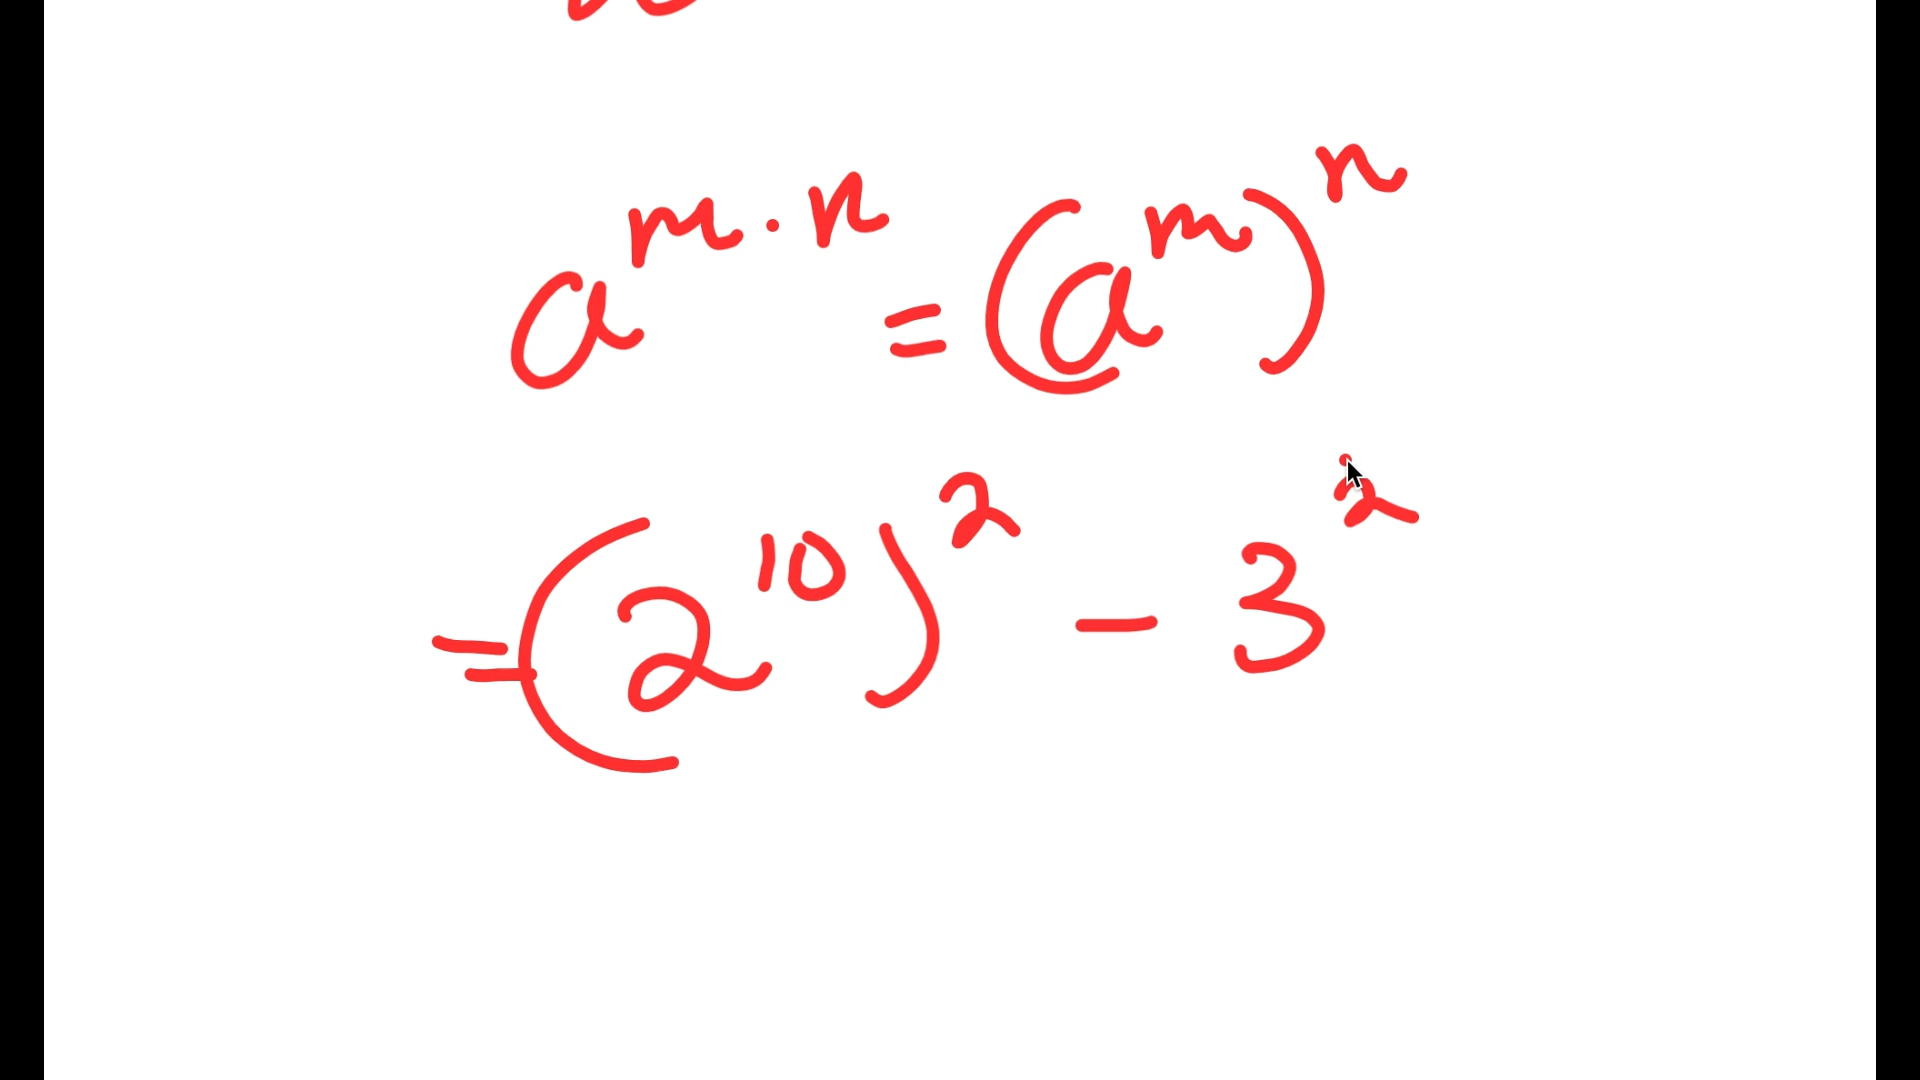 a^{m·n} = (a^m)^n
= (2^{10})^2 - 3^2